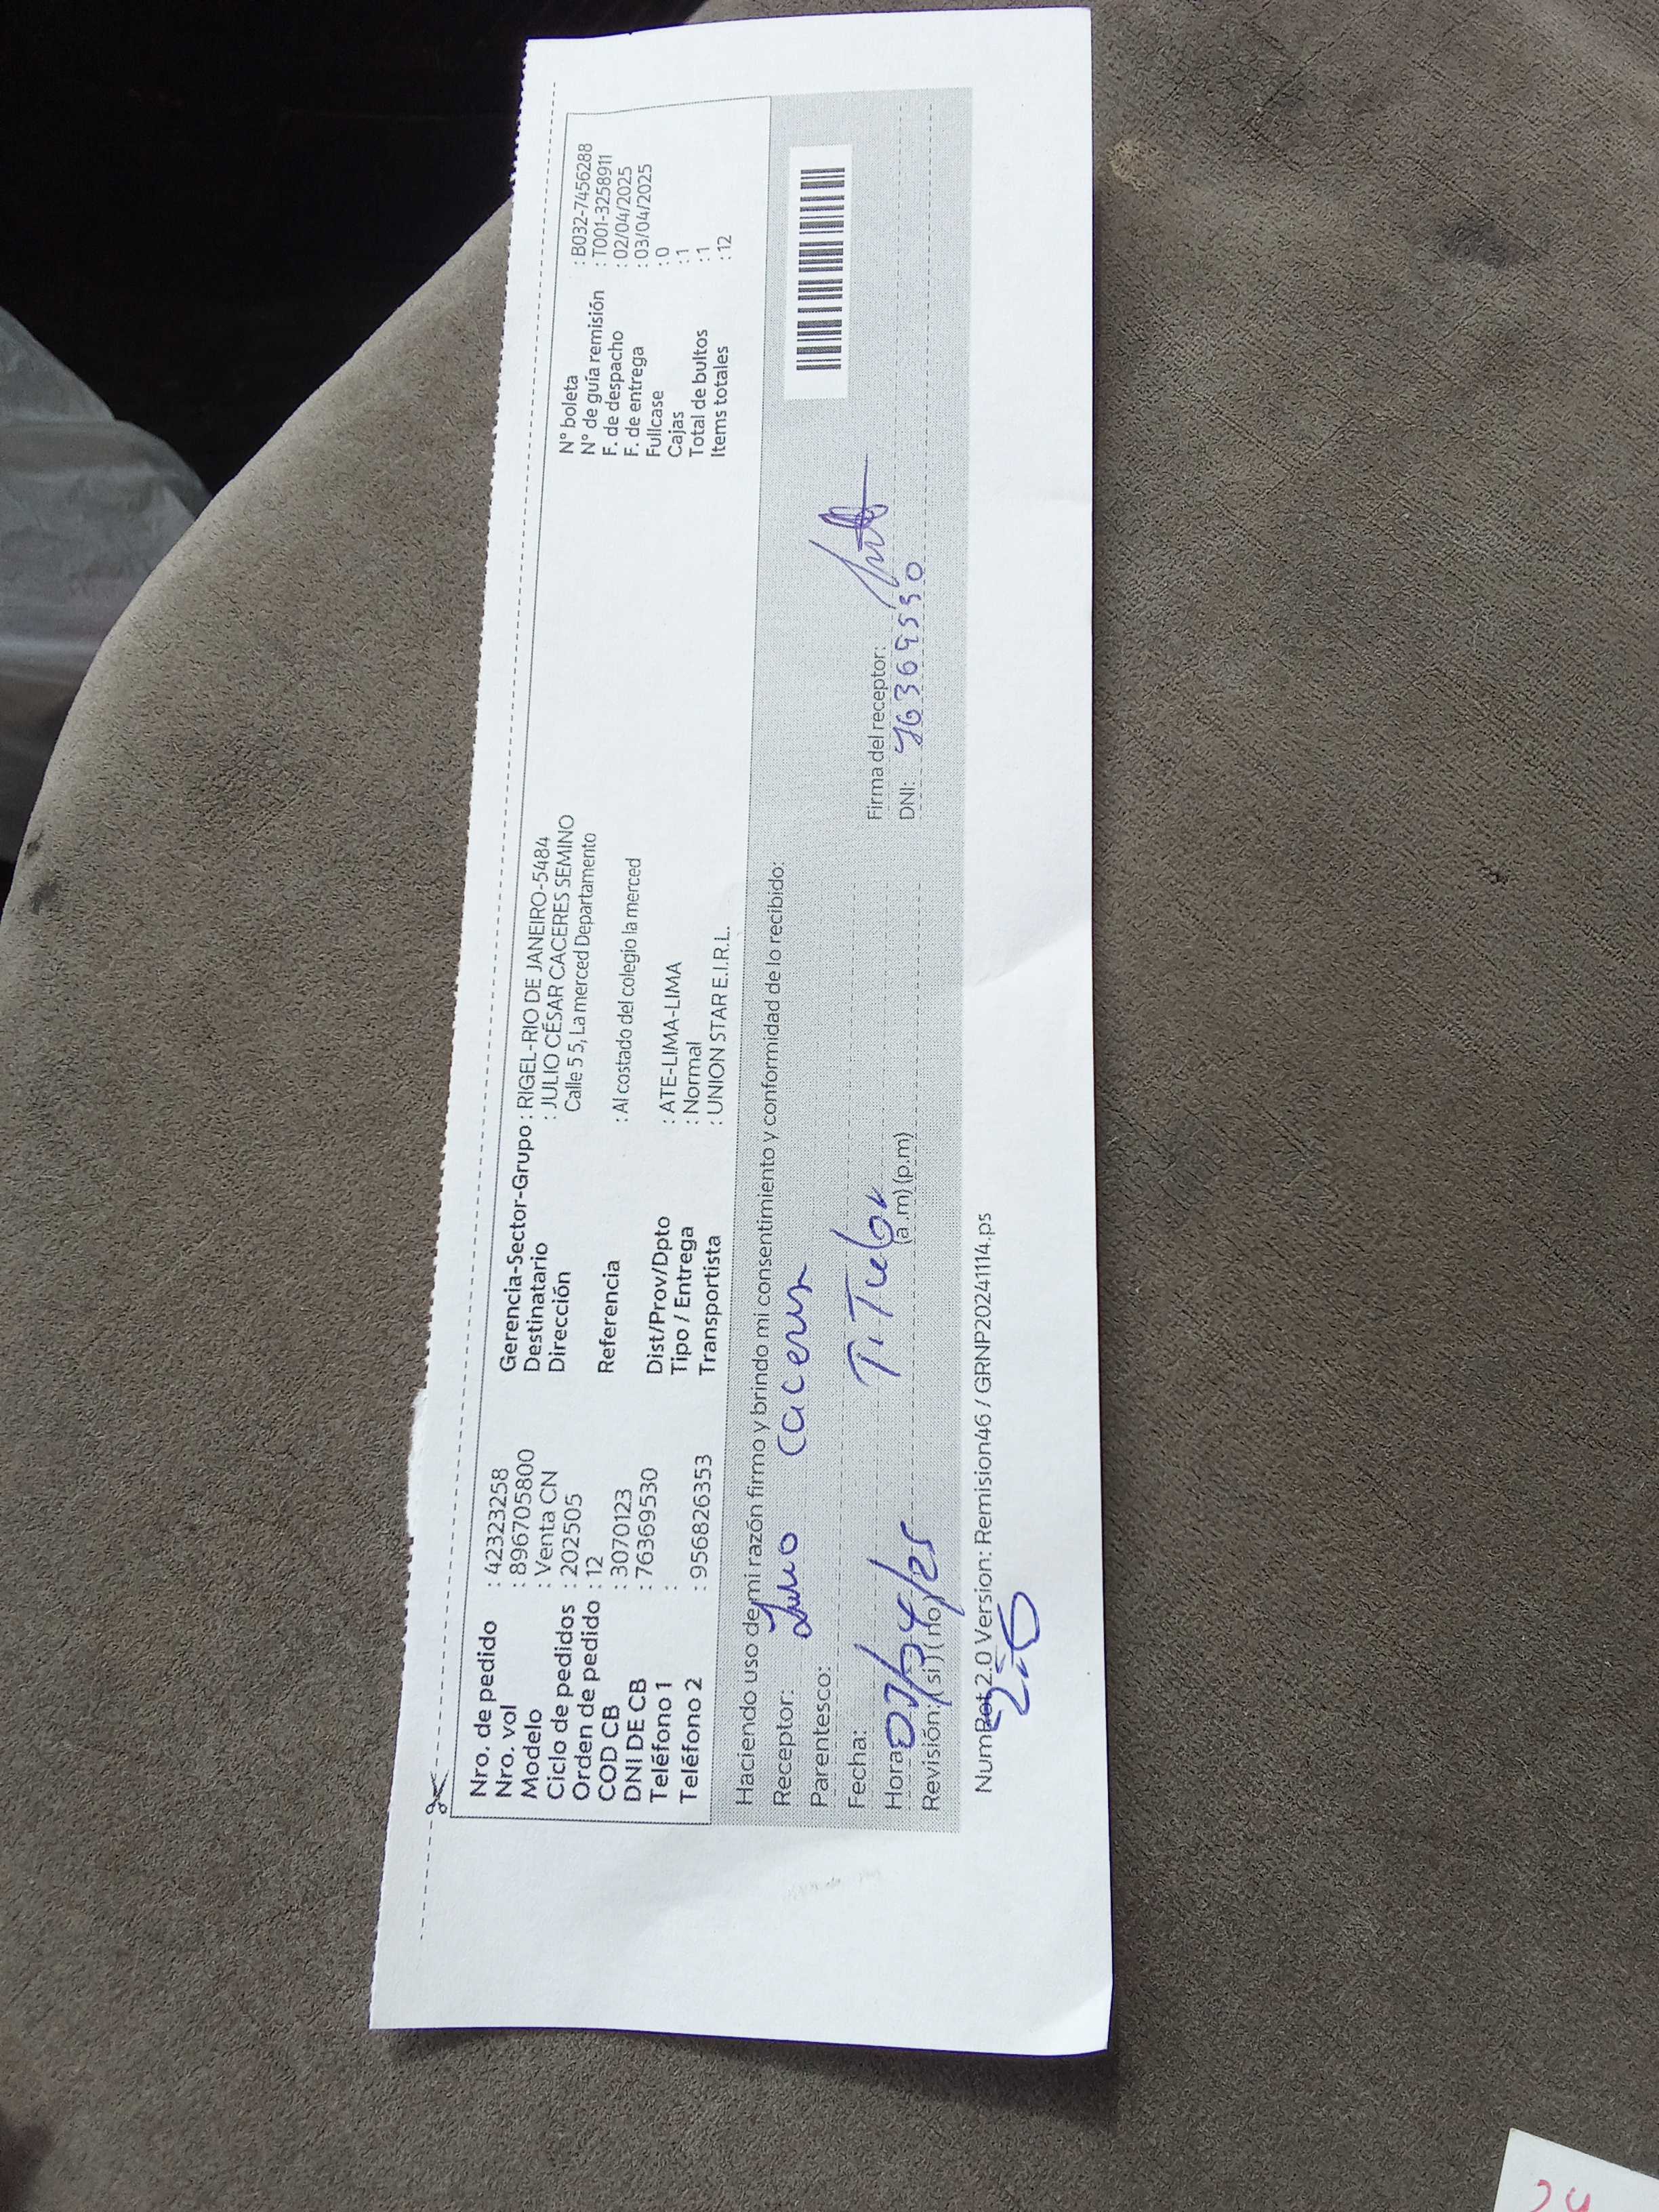 Nro. de pedido : 42323258
Nro. vol : 8967058​00
Modelo : Venta CN
Ciclo de pedidos : 202505
Orden de pedido : 12
COD CB : 3070123
DNI DE CB : 76369530
Teléfono 1 :
Teléfono 2 : 956826353
Gerencia-Sector-Grupo : RIGEL-RIO DE JANEIRO-5484
Destinatario : JULIO CÉSAR CACERES SEMINO
Dirección Calle 5 5, La merced Departamento
Referencia : Al costado del colegio la merced
Dist/Prov/Dpto : ATE-LIMA-LIMA
Tipo / Entrega : Normal
Transportista : UNION STAR E.I.R.L.
N° boleta : B032-7456288
N° de guía remisión : T001-3258911
F. de despacho : 02/04/2025
F. de entrega : 03/04/2025
Fullcase : 0
Cajas : 1
Total de bultos : 1
Items totales : 12
Haciendo uso de mi razón firmo y brindo mi consentimiento y conformidad de lo recibido:
Receptor: Julio Caceres
Parentesco: Titular
Fecha: 03/04/25
Hora (a.m) (p.m)
Revisión: (si) (no)
Firma del receptor:
DNI: 76369530
2.0 Version: Remision46 / GRNP20241114.ps